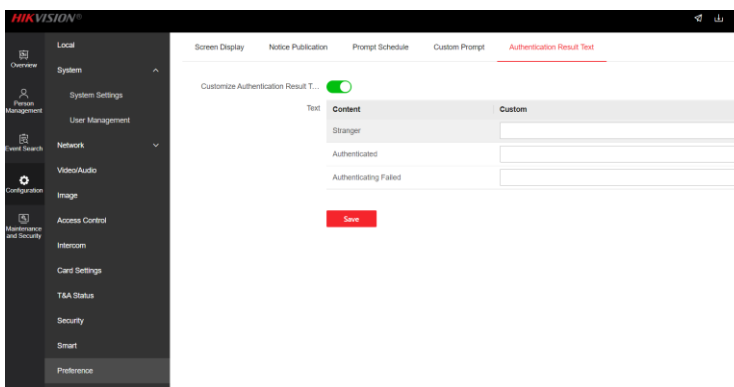 HIKVISION®
Overview
Person
Management
Event Search
Configuration
Maintenance
and Security
Local
System
System Settings
User Management
Network
Video/Audio
Image
Access Control
Intercom
Card Settings
T&A Status
Security
Smart
Preference
Screen Display Notice Publication Prompt Schedule Custom Prompt Authentication Result Text
Customize Authentication Result T...
Text Content Custom
Stranger
Authenticated
Authenticating Failed
Save